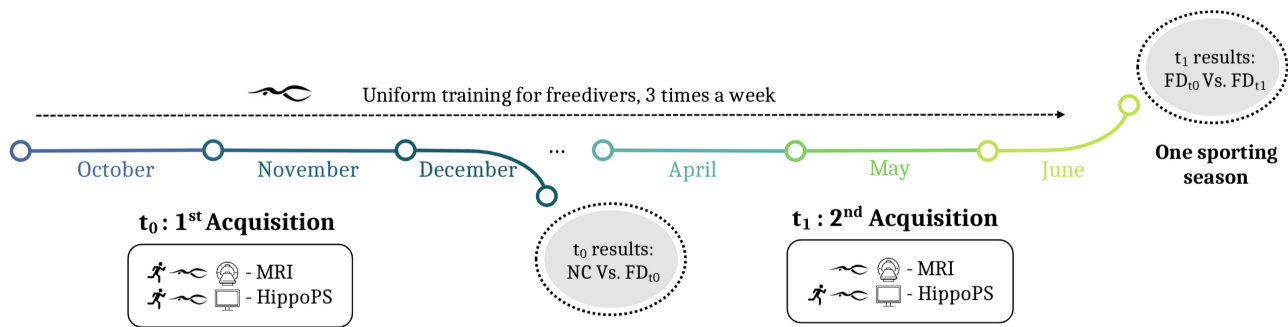 Uniform training for freedivers, 3 times a week
October
November
December
...
April
May
June
t₁ results:
FDt0 Vs. FDt1
One sporting
season
t₀ : 1st Acquisition
- MRI
- HippoPS
t₀ results:
NC Vs. FDt0
t₁ : 2nd Acquisition
- MRI
- HippoPS